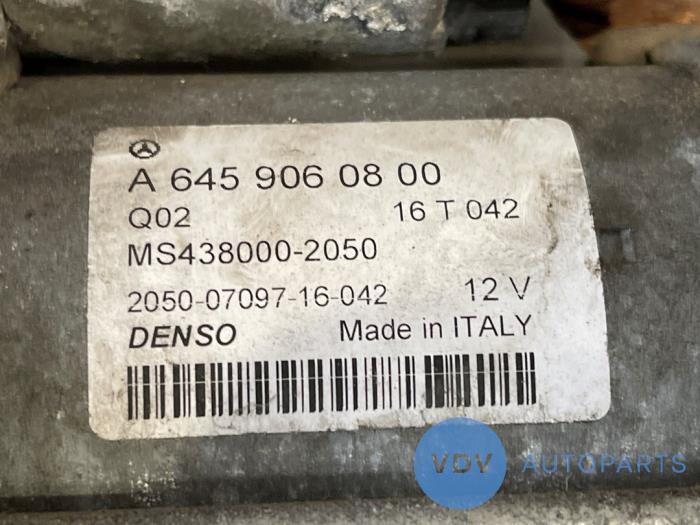 A 645 906 08 00
Q02 16 T 042
MS438000-2050
2050-07097-16-042 12 V
DENSO Made in ITALY
VDV AUTOPARTS